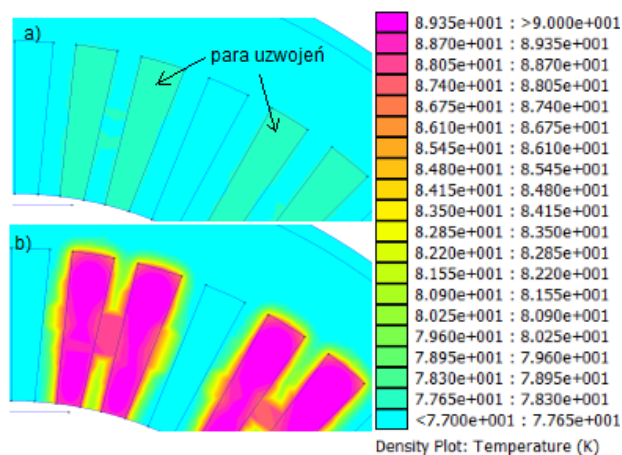 a)
para uzwojeń
b)
8.935e+001 : >9.000e+001
8.870e+001 : 8.935e+001
8.805e+001 : 8.870e+001
8.740e+001 : 8.805e+001
8.675e+001 : 8.740e+001
8.610e+001 : 8.675e+001
8.545e+001 : 8.610e+001
8.480e+001 : 8.545e+001
8.415e+001 : 8.480e+001
8.350e+001 : 8.415e+001
8.285e+001 : 8.350e+001
8.220e+001 : 8.285e+001
8.155e+001 : 8.220e+001
8.090e+001 : 8.155e+001
8.025e+001 : 8.090e+001
7.960e+001 : 8.025e+001
7.895e+001 : 7.960e+001
7.830e+001 : 7.895e+001
7.765e+001 : 7.830e+001
<7.700e+001 : 7.765e+001
Density Plot: Temperature (K)